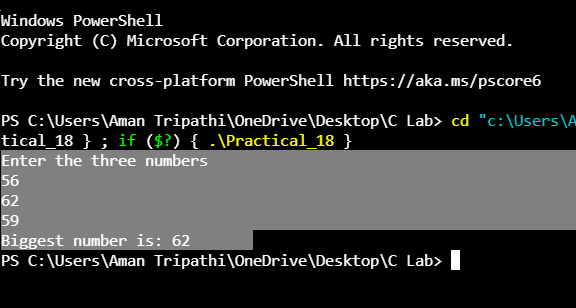 Windows PowerShell
Copyright (C) Microsoft Corporation. All rights reserved.
Try the new cross-platform PowerShell https://aka.ms/pscore6
PS C:\Users\Aman Tripathi\OneDrive\Desktop\C Lab> cd "c:\Users\A
tical_18 } ; if ($?) { .\Practical_18 }
Enter the three numbers
56
62
59
Biggest number is: 62
PS C:\Users\Aman Tripathi\OneDrive\Desktop\C Lab>